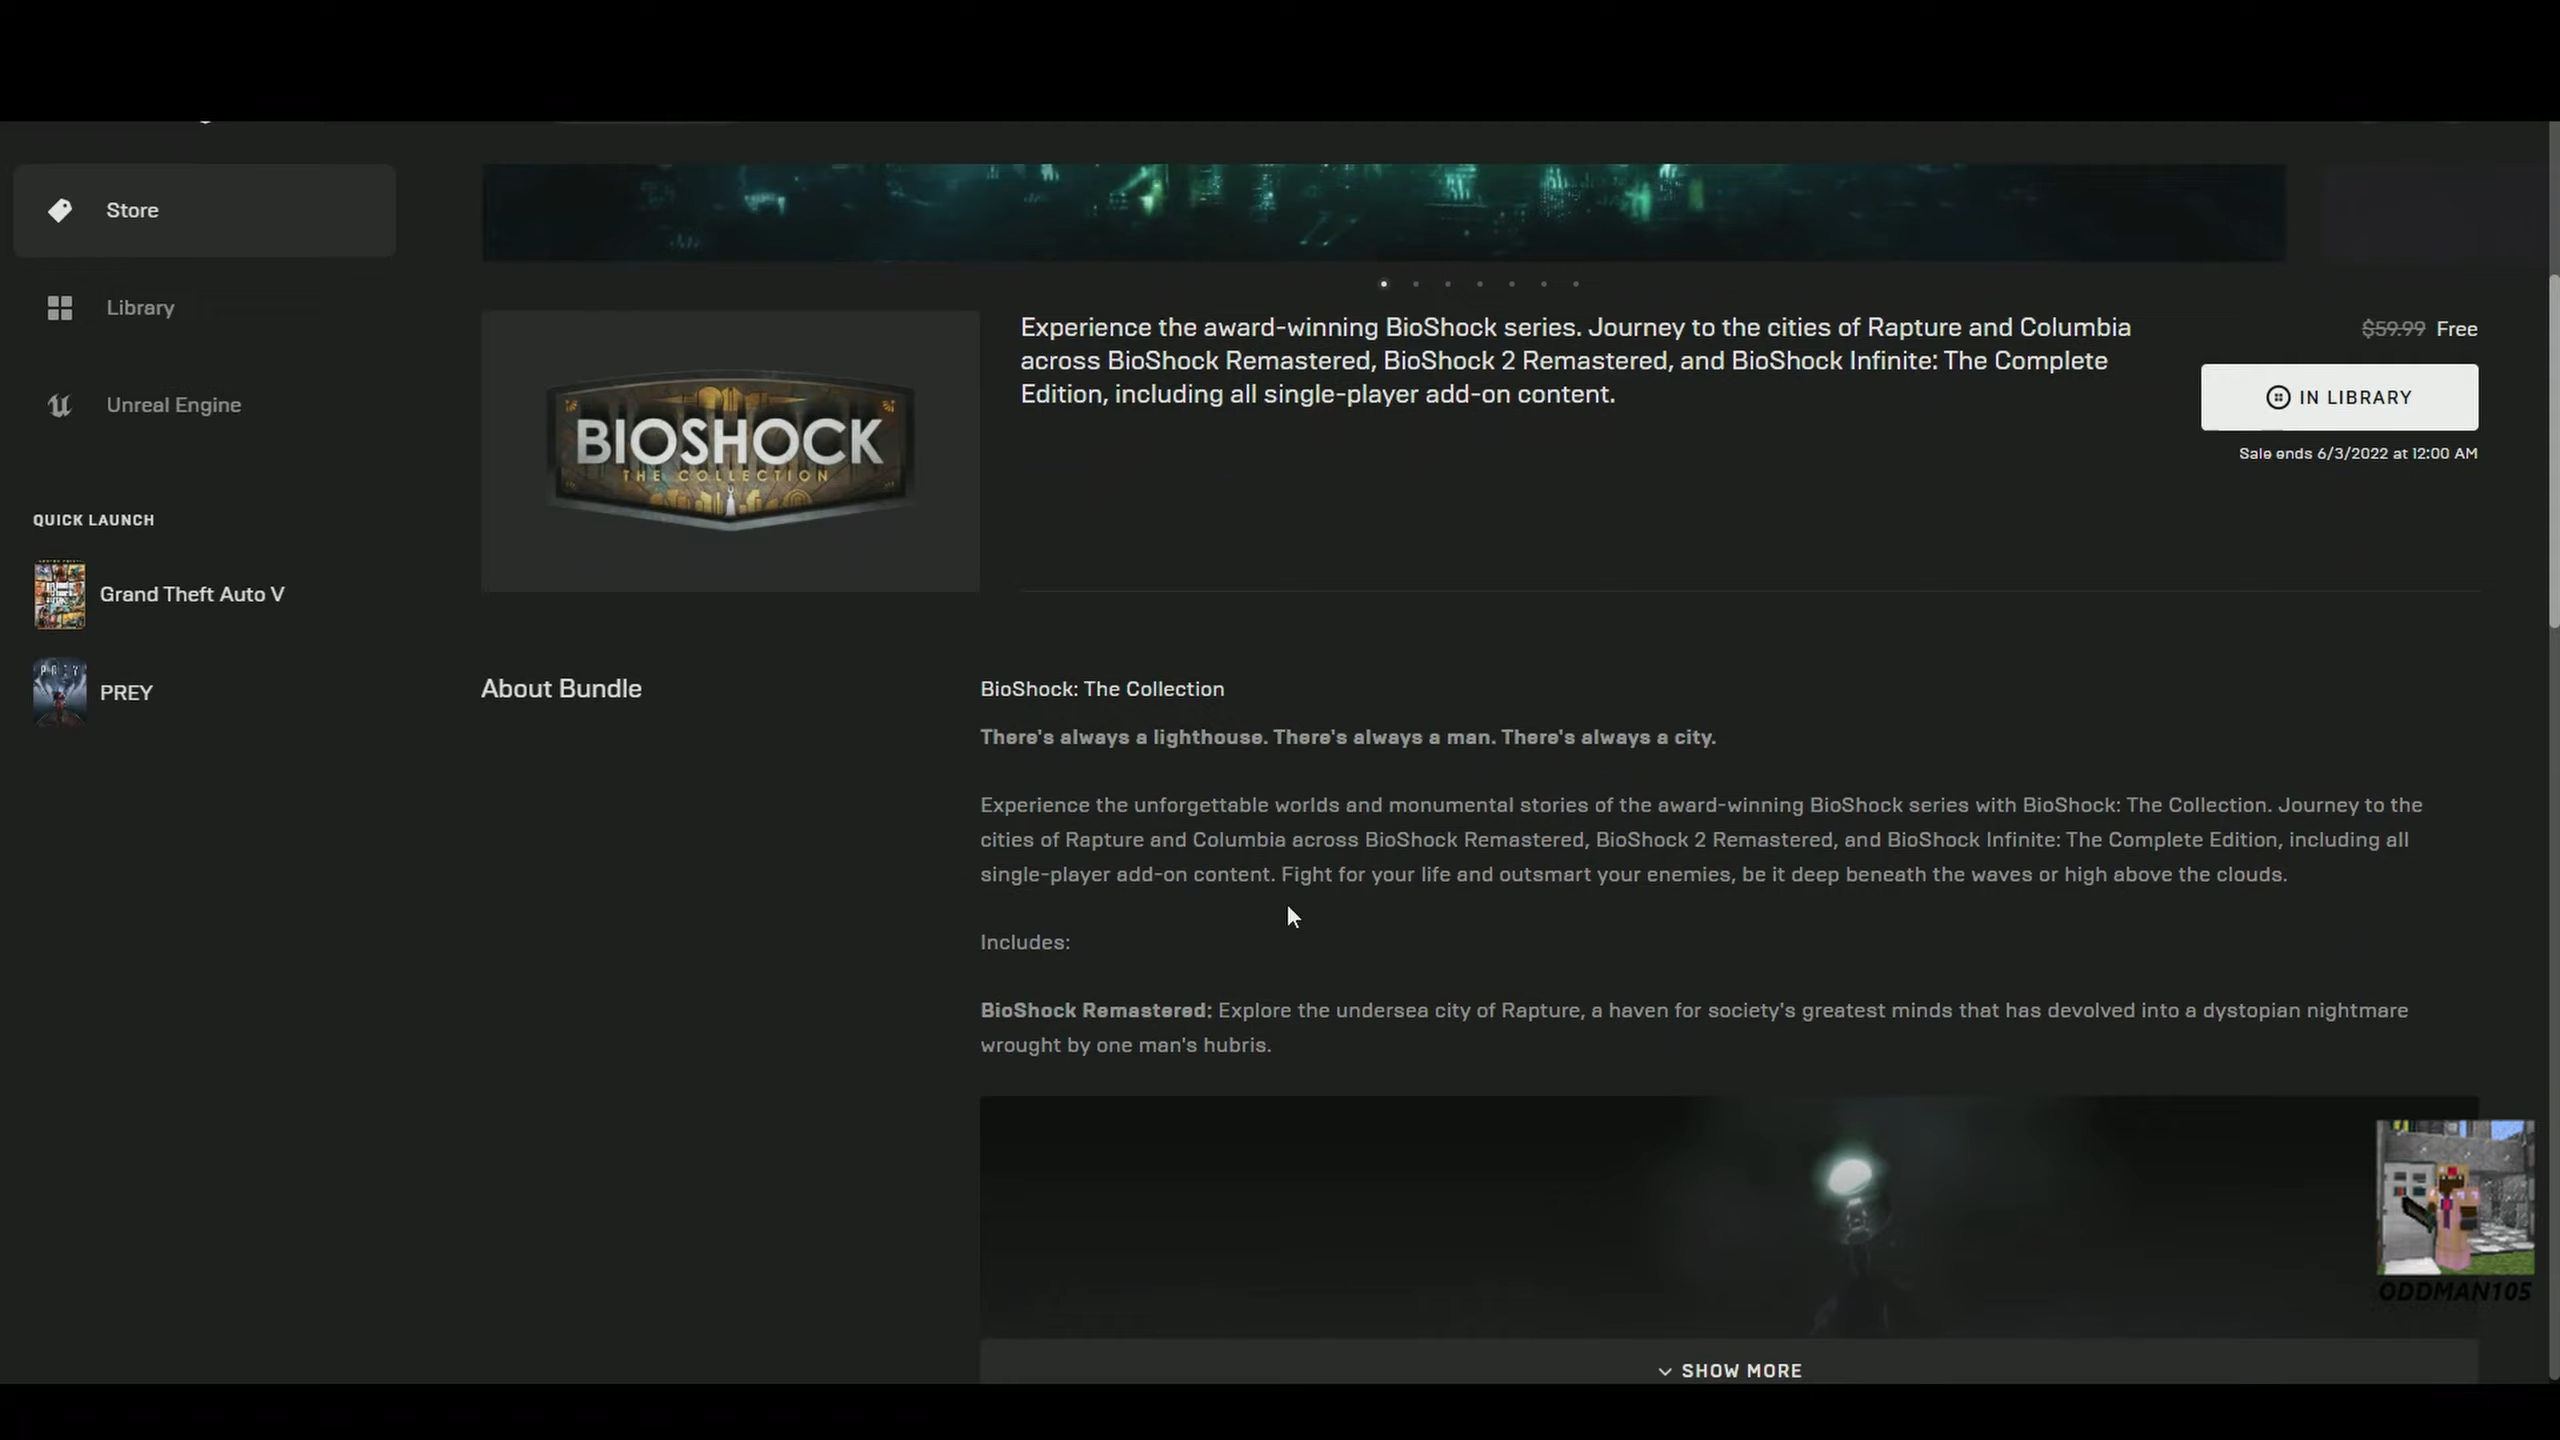 Store
Library
Unreal Engine
QUICK LAUNCH
Grand Theft Auto V
PREY
BIOSHOCK
THE COLLECTION
Experience the award-winning BioShock series. Journey to the cities of Rapture and Columbia
across BioShock Remastered, BioShock 2 Remastered, and BioShock Infinite: The Complete
Edition, including all single-player add-on content.
$59.99 Free
IN LIBRARY
Sale ends 6/3/2022 at 12:00 AM
About Bundle
BioShock: The Collection
There's always a lighthouse. There's always a man. There's always a city.
Experience the unforgettable worlds and monumental stories of the award-winning BioShock series with BioShock: The Collection. Journey to the
cities of Rapture and Columbia across BioShock Remastered, BioShock 2 Remastered, and BioShock Infinite: The Complete Edition, including all
single-player add-on content. Fight for your life and outsmart your enemies, be it deep beneath the waves or high above the clouds.
Includes:
BioShock Remastered: Explore the undersea city of Rapture, a haven for society's greatest minds that has devolved into a dystopian nightmare
wrought by one man's hubris.
ODDMAN105
SHOW MORE